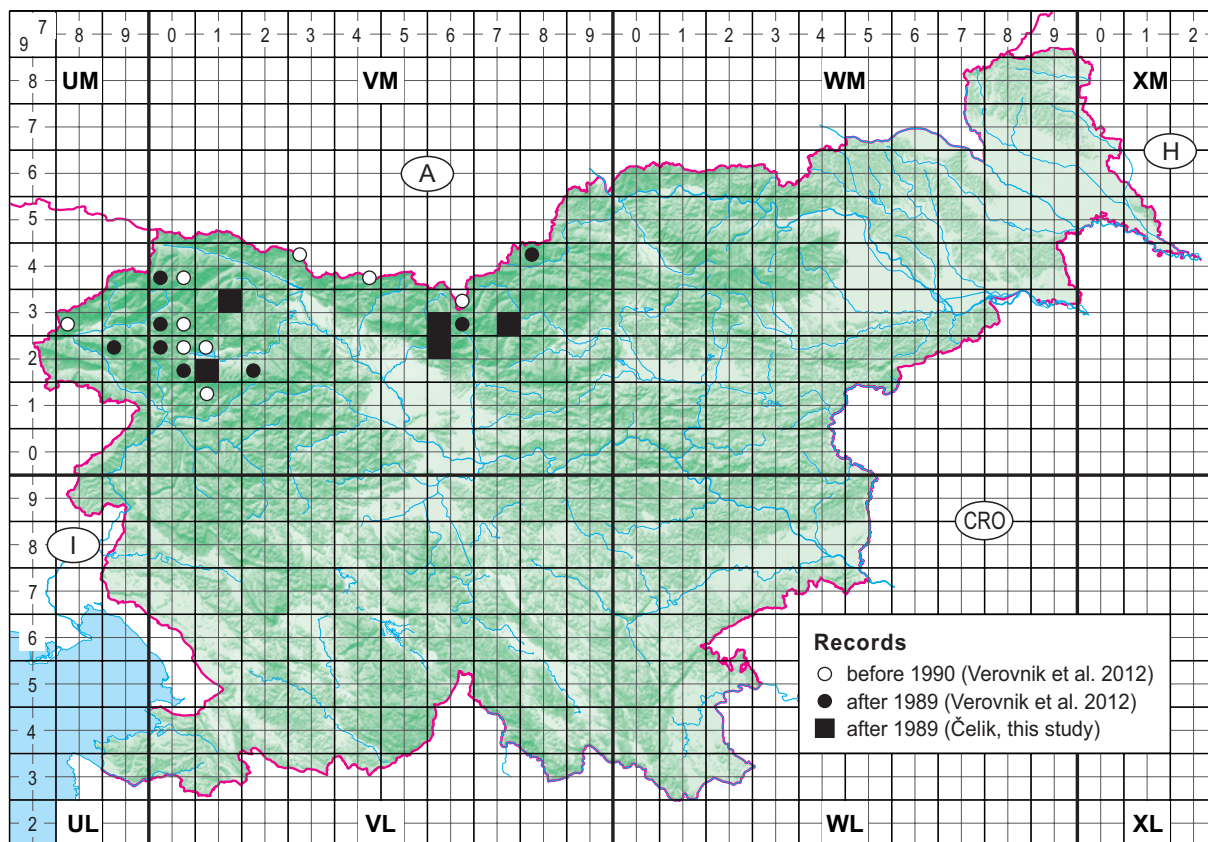 7
9 8 9 0 1 2 3 4 5 6 7 8 9 0 1 2 3 4 5 6 7 8 9 0 1 2
UM VM WM XM
8
7
H
A
6
5
4
3
2
1
0
9
CRO
I
8
7
6
5
4
3
2
UL VL WL XL
Records
before 1990 (Verovnik et al. 2012)
after 1989 (Verovnik et al. 2012)
after 1989 (Čelik, this study)